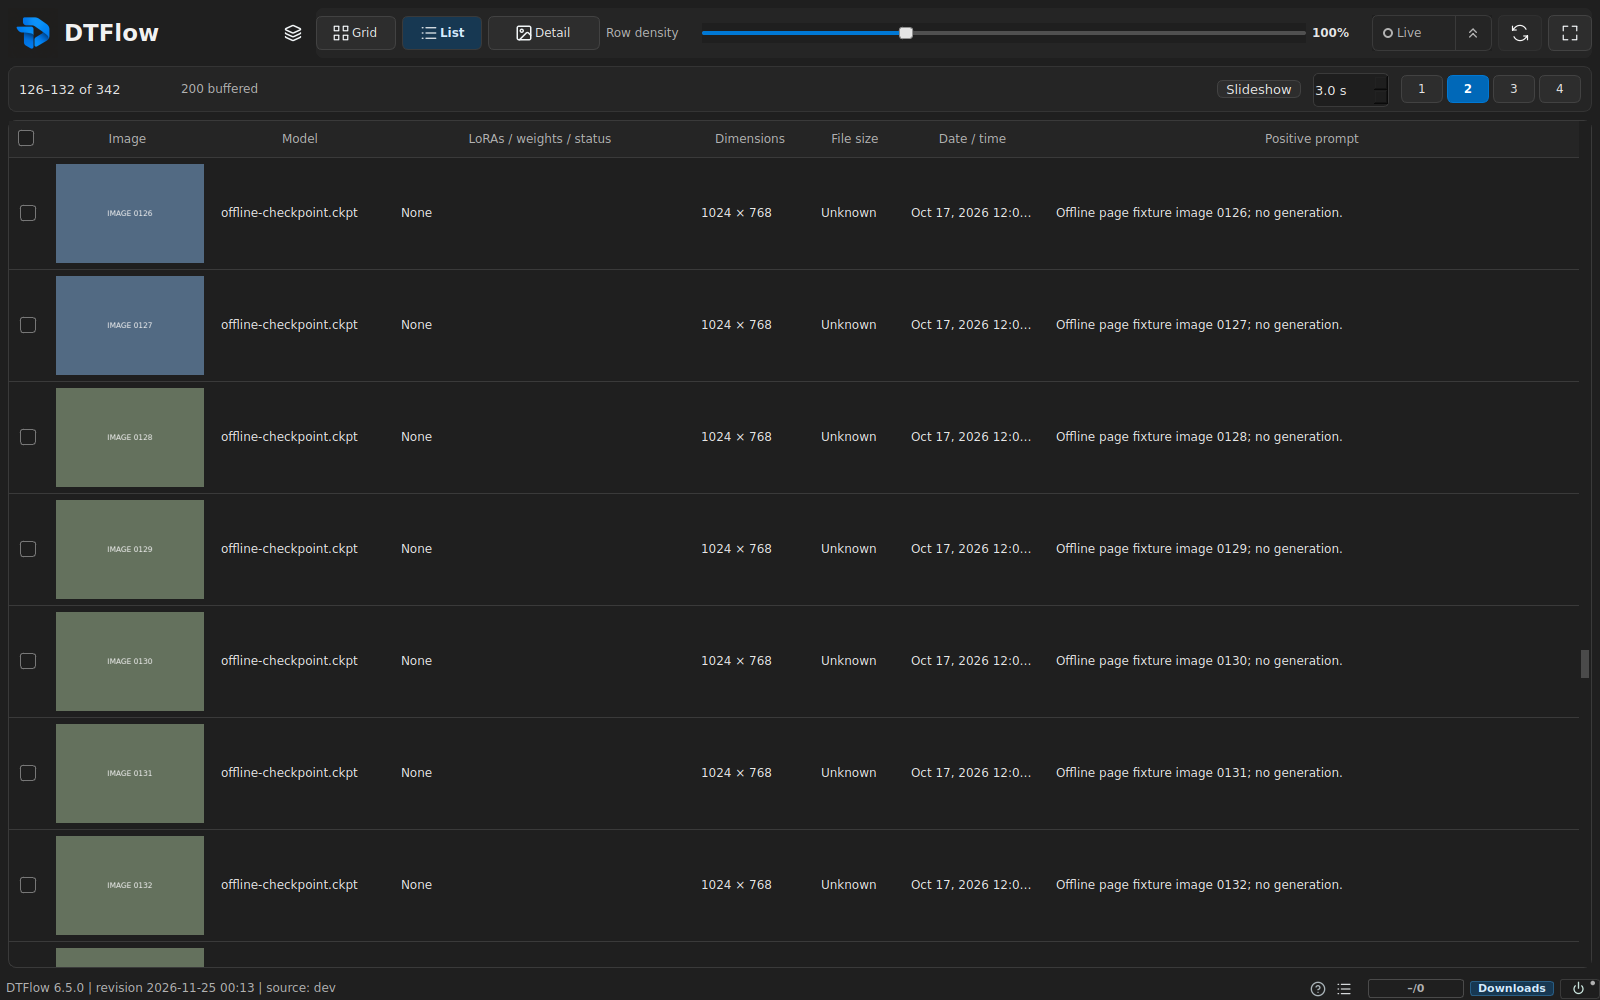 DTFlow
Grid
List
Detail
Row density
100%
Live
126–132 of 342
200 buffered
Slideshow
3.0 s
1
2
3
4
Image
Model
LoRAs / weights / status
Dimensions
File size
Date / time
Positive prompt
IMAGE 0126
offline-checkpoint.ckpt
None
1024 × 768
Unknown
Oct 17, 2026 12:0...
Offline page fixture image 0126; no generation.
IMAGE 0127
offline-checkpoint.ckpt
None
1024 × 768
Unknown
Oct 17, 2026 12:0...
Offline page fixture image 0127; no generation.
IMAGE 0128
offline-checkpoint.ckpt
None
1024 × 768
Unknown
Oct 17, 2026 12:0...
Offline page fixture image 0128; no generation.
IMAGE 0129
offline-checkpoint.ckpt
None
1024 × 768
Unknown
Oct 17, 2026 12:0...
Offline page fixture image 0129; no generation.
IMAGE 0130
offline-checkpoint.ckpt
None
1024 × 768
Unknown
Oct 17, 2026 12:0...
Offline page fixture image 0130; no generation.
IMAGE 0131
offline-checkpoint.ckpt
None
1024 × 768
Unknown
Oct 17, 2026 12:0...
Offline page fixture image 0131; no generation.
IMAGE 0132
offline-checkpoint.ckpt
None
1024 × 768
Unknown
Oct 17, 2026 12:0...
Offline page fixture image 0132; no generation.
DTFlow 6.5.0 | revision 2026-11-25 00:13 | source: dev
–/0
Downloads